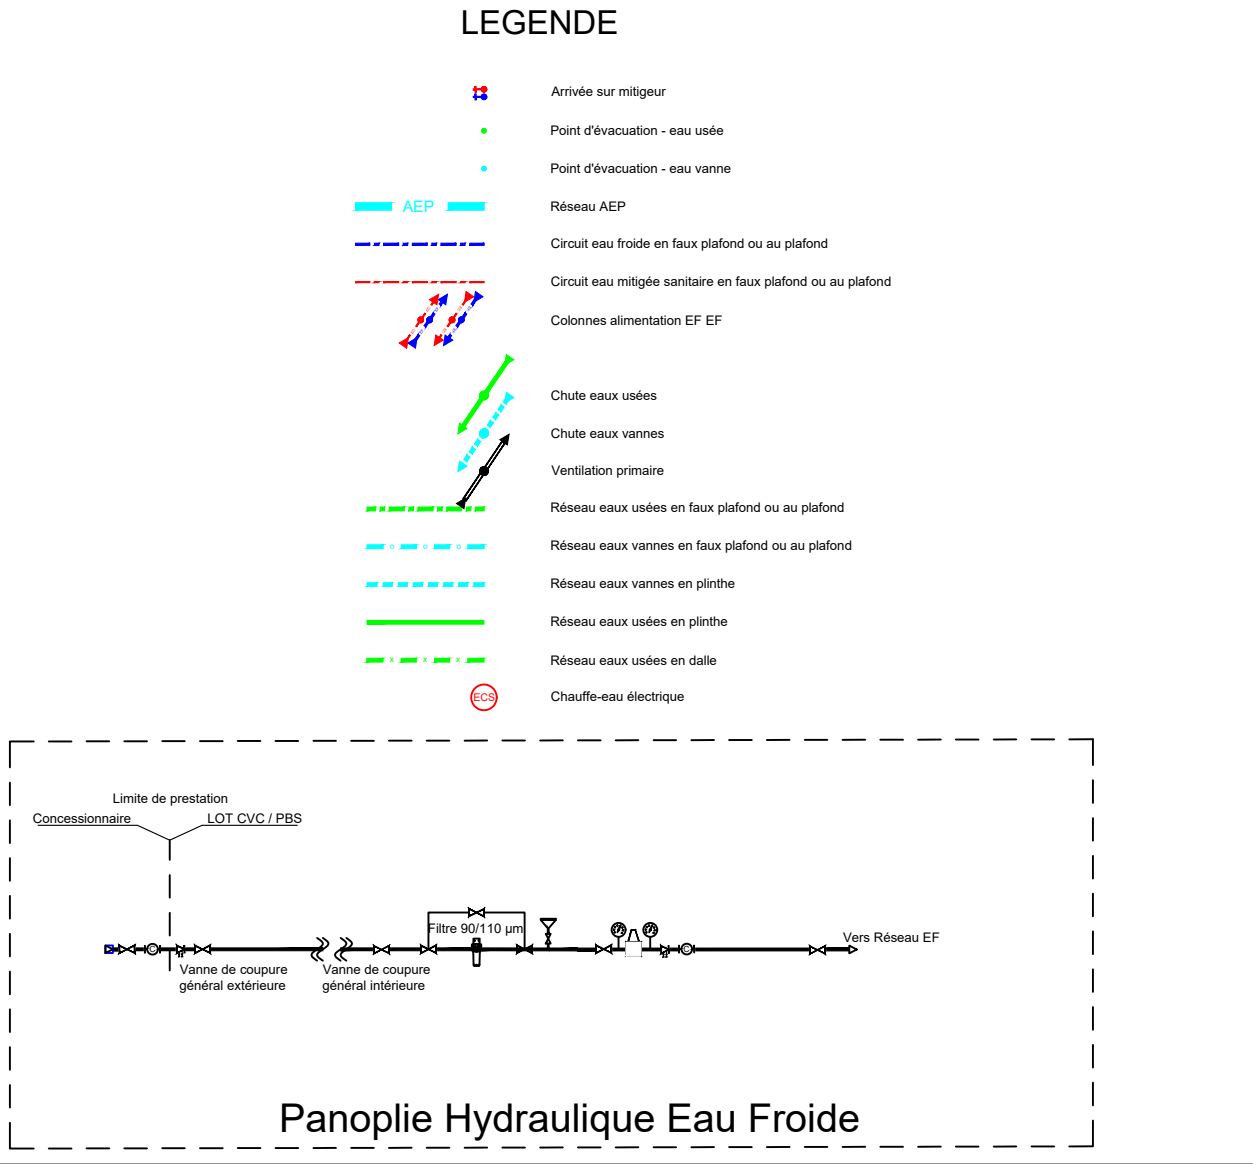 LEGENDE
Arrivée sur mitigeur
Point d'évacuation - eau usée
Point d'évacuation - eau vanne
AEP
Réseau AEP
Circuit eau froide en faux plafond ou au plafond
Circuit eau mitigée sanitaire en faux plafond ou au plafond
Colonnes alimentation EF EF
Chute eaux usées
Chute eaux vannes
Ventilation primaire
Réseau eaux usées en faux plafond ou au plafond
Réseau eaux vannes en faux plafond ou au plafond
Réseau eaux vannes en plinthe
Réseau eaux usées en plinthe
Réseau eaux usées en dalle
ECS
Chauffe-eau électrique
Limite de prestation
Concessionnaire
LOT CVC / PBS
Filtre 90/110 µm
C
C
Vers Réseau EF
Vanne de coupure
général extérieure
Vanne de coupure
général intérieure
Panoplie Hydraulique Eau Froide